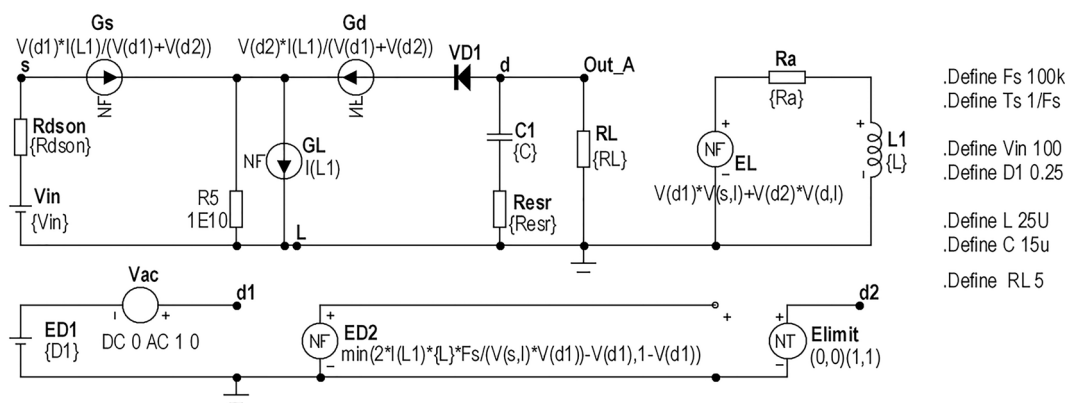 Gs
V(d1)*I(L1)/(V(d1)+V(d2))
s
NF
Gd
V(d2)*I(L1)/(V(d1)+V(d2))
NF
VD1
d
Out_A
Rdson
{Rdson}
Vin
{Vin}
R5
1E10
NF
GL
I(L1)
L
C1
{C}
Resr
{Resr}
RL
{RL}
Ra
{Ra}
+
NF
EL
-
V(d1)*V(s,l)+V(d2)*V(d,l)
+
L1
{L}
-
.Define Fs 100k
.Define Ts 1/Fs
.Define Vin 100
.Define D1 0.25
.Define L 25U
.Define C 15u
.Define RL 5
Vac
- +
DC 0 AC 1 0
d1
ED1
{D1}
+
NF
ED2
min(2*I(L1)*{L}*Fs/(V(s,l)*V(d1))-V(d1),1-V(d1))
-
+
d2
+
NT
Elimit
(0,0)(1,1)
-